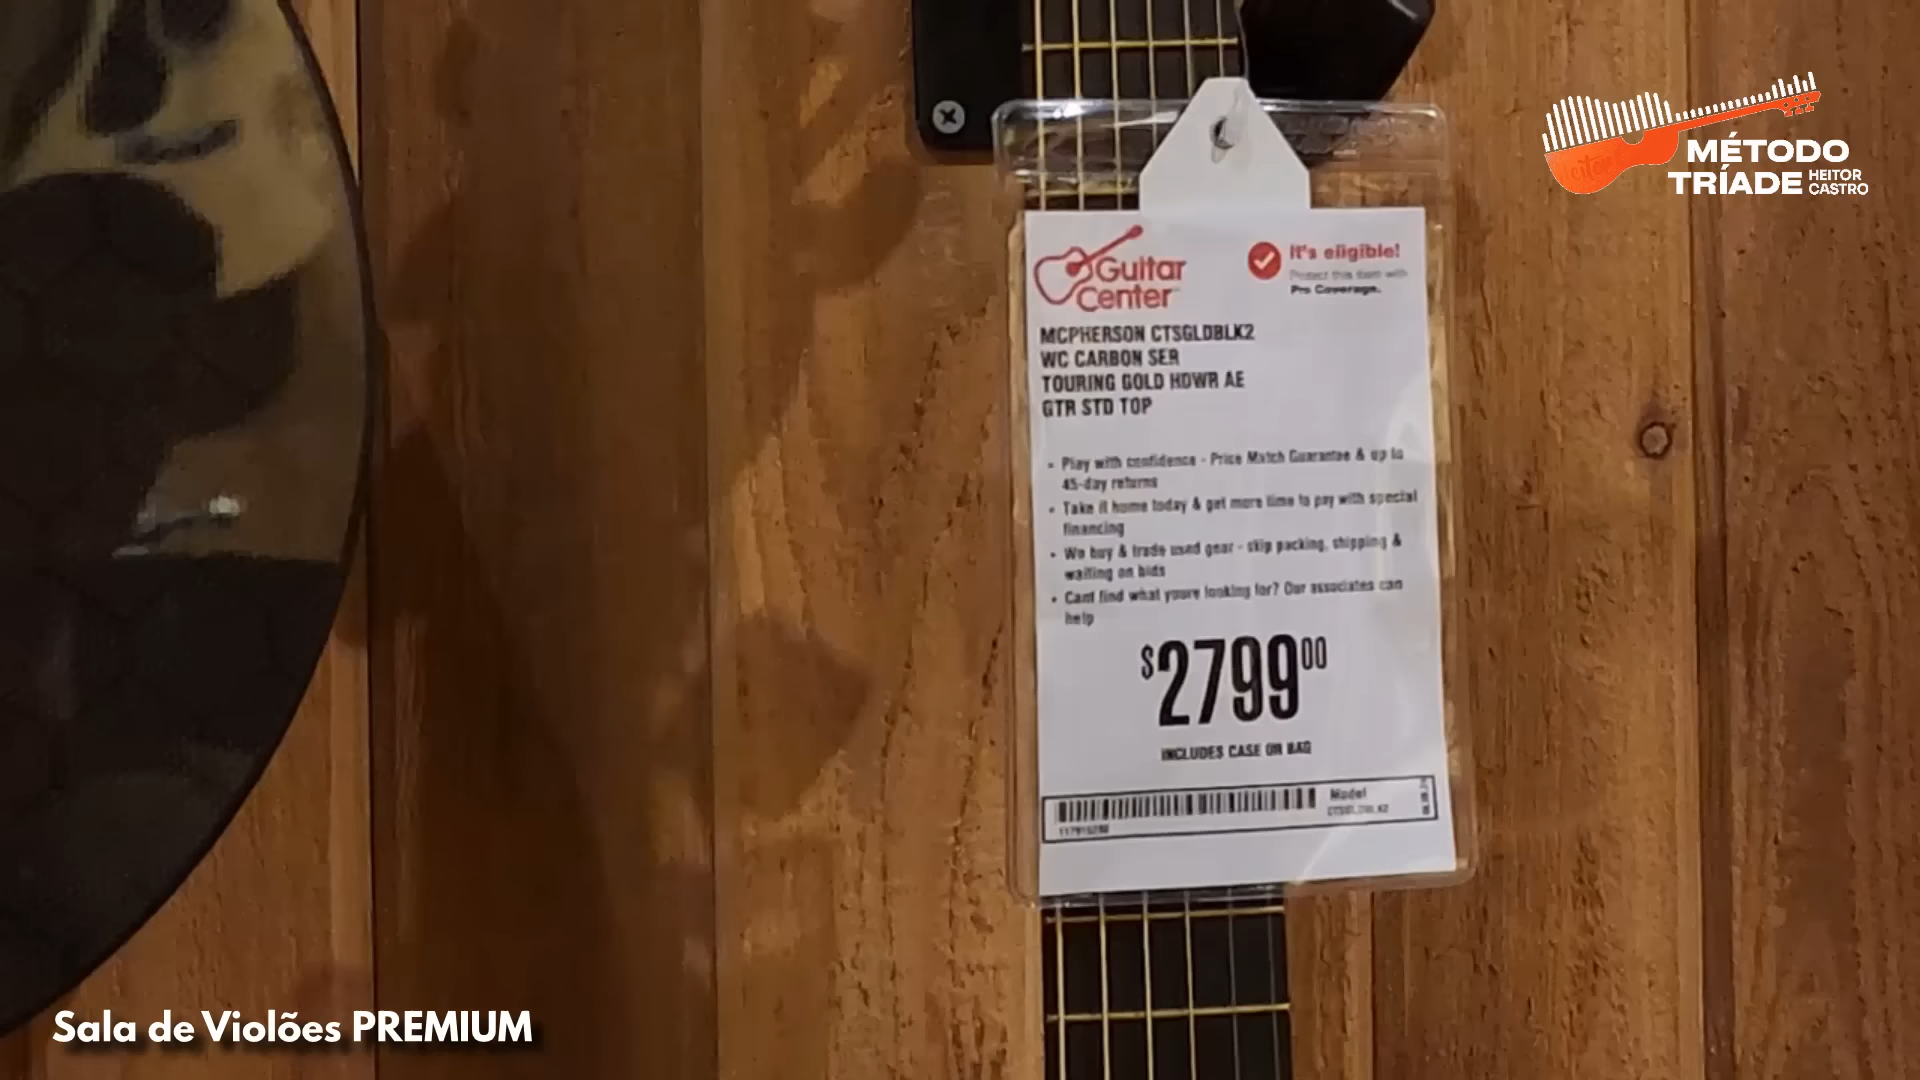 MÉTODO
TRÍADE HEITOR CASTRO
Guitar
Center
It's eligible!
Protect this item with
Pro Coverage.
MCPHERSON CTSGLDBLK2
WC CARBON SER
TOURING GOLD HDWR AE
GTR STD TOP
• Play with confidence - Price Match Guarantee & up to
45-day returns
• Take it home today & get more time to pay with special
financing
• We buy & trade used gear - skip packing, shipping &
waiting on bids
• Cant find what youre looking for? Our associates can
help
$279900
INCLUDES CASE OR BAG
Model
Sala de Violões PREMIUM